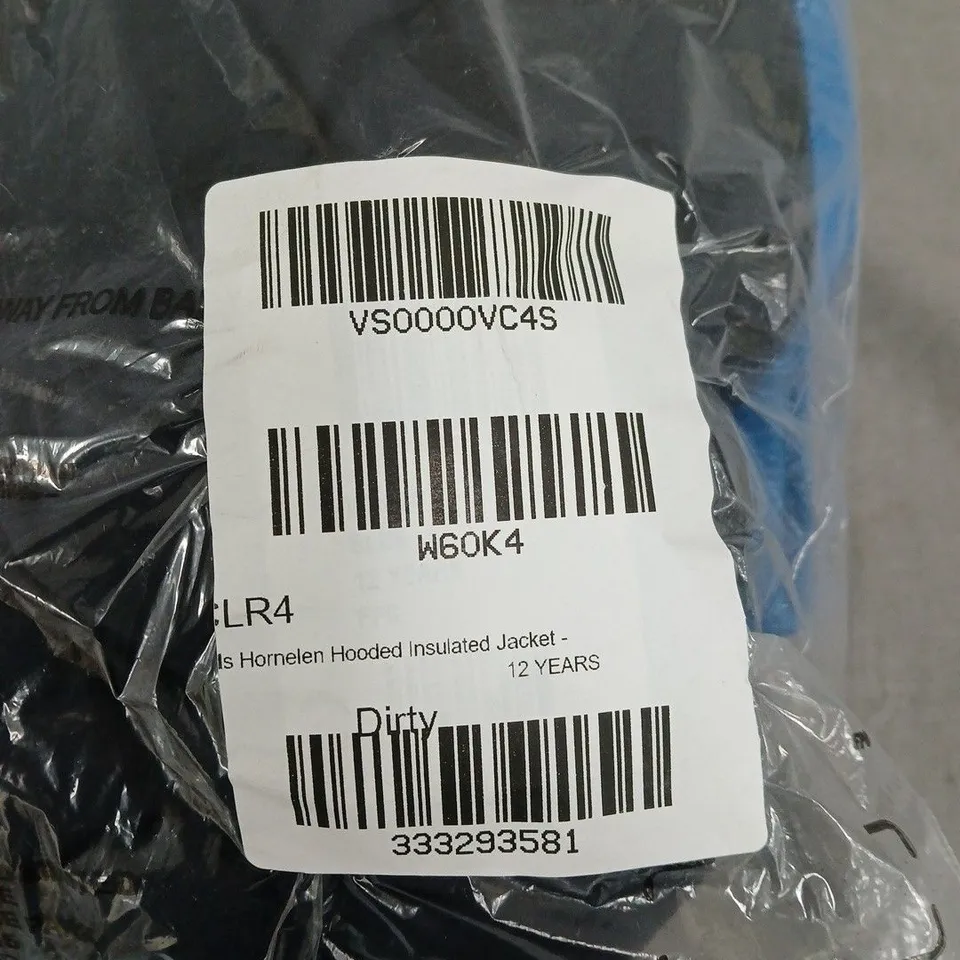 WAY FROM BA
VS0000VC4S
W60K4
LR4
ls Hornelen Hooded Insulated Jacket -
12 YEARS
Dirty
333293581